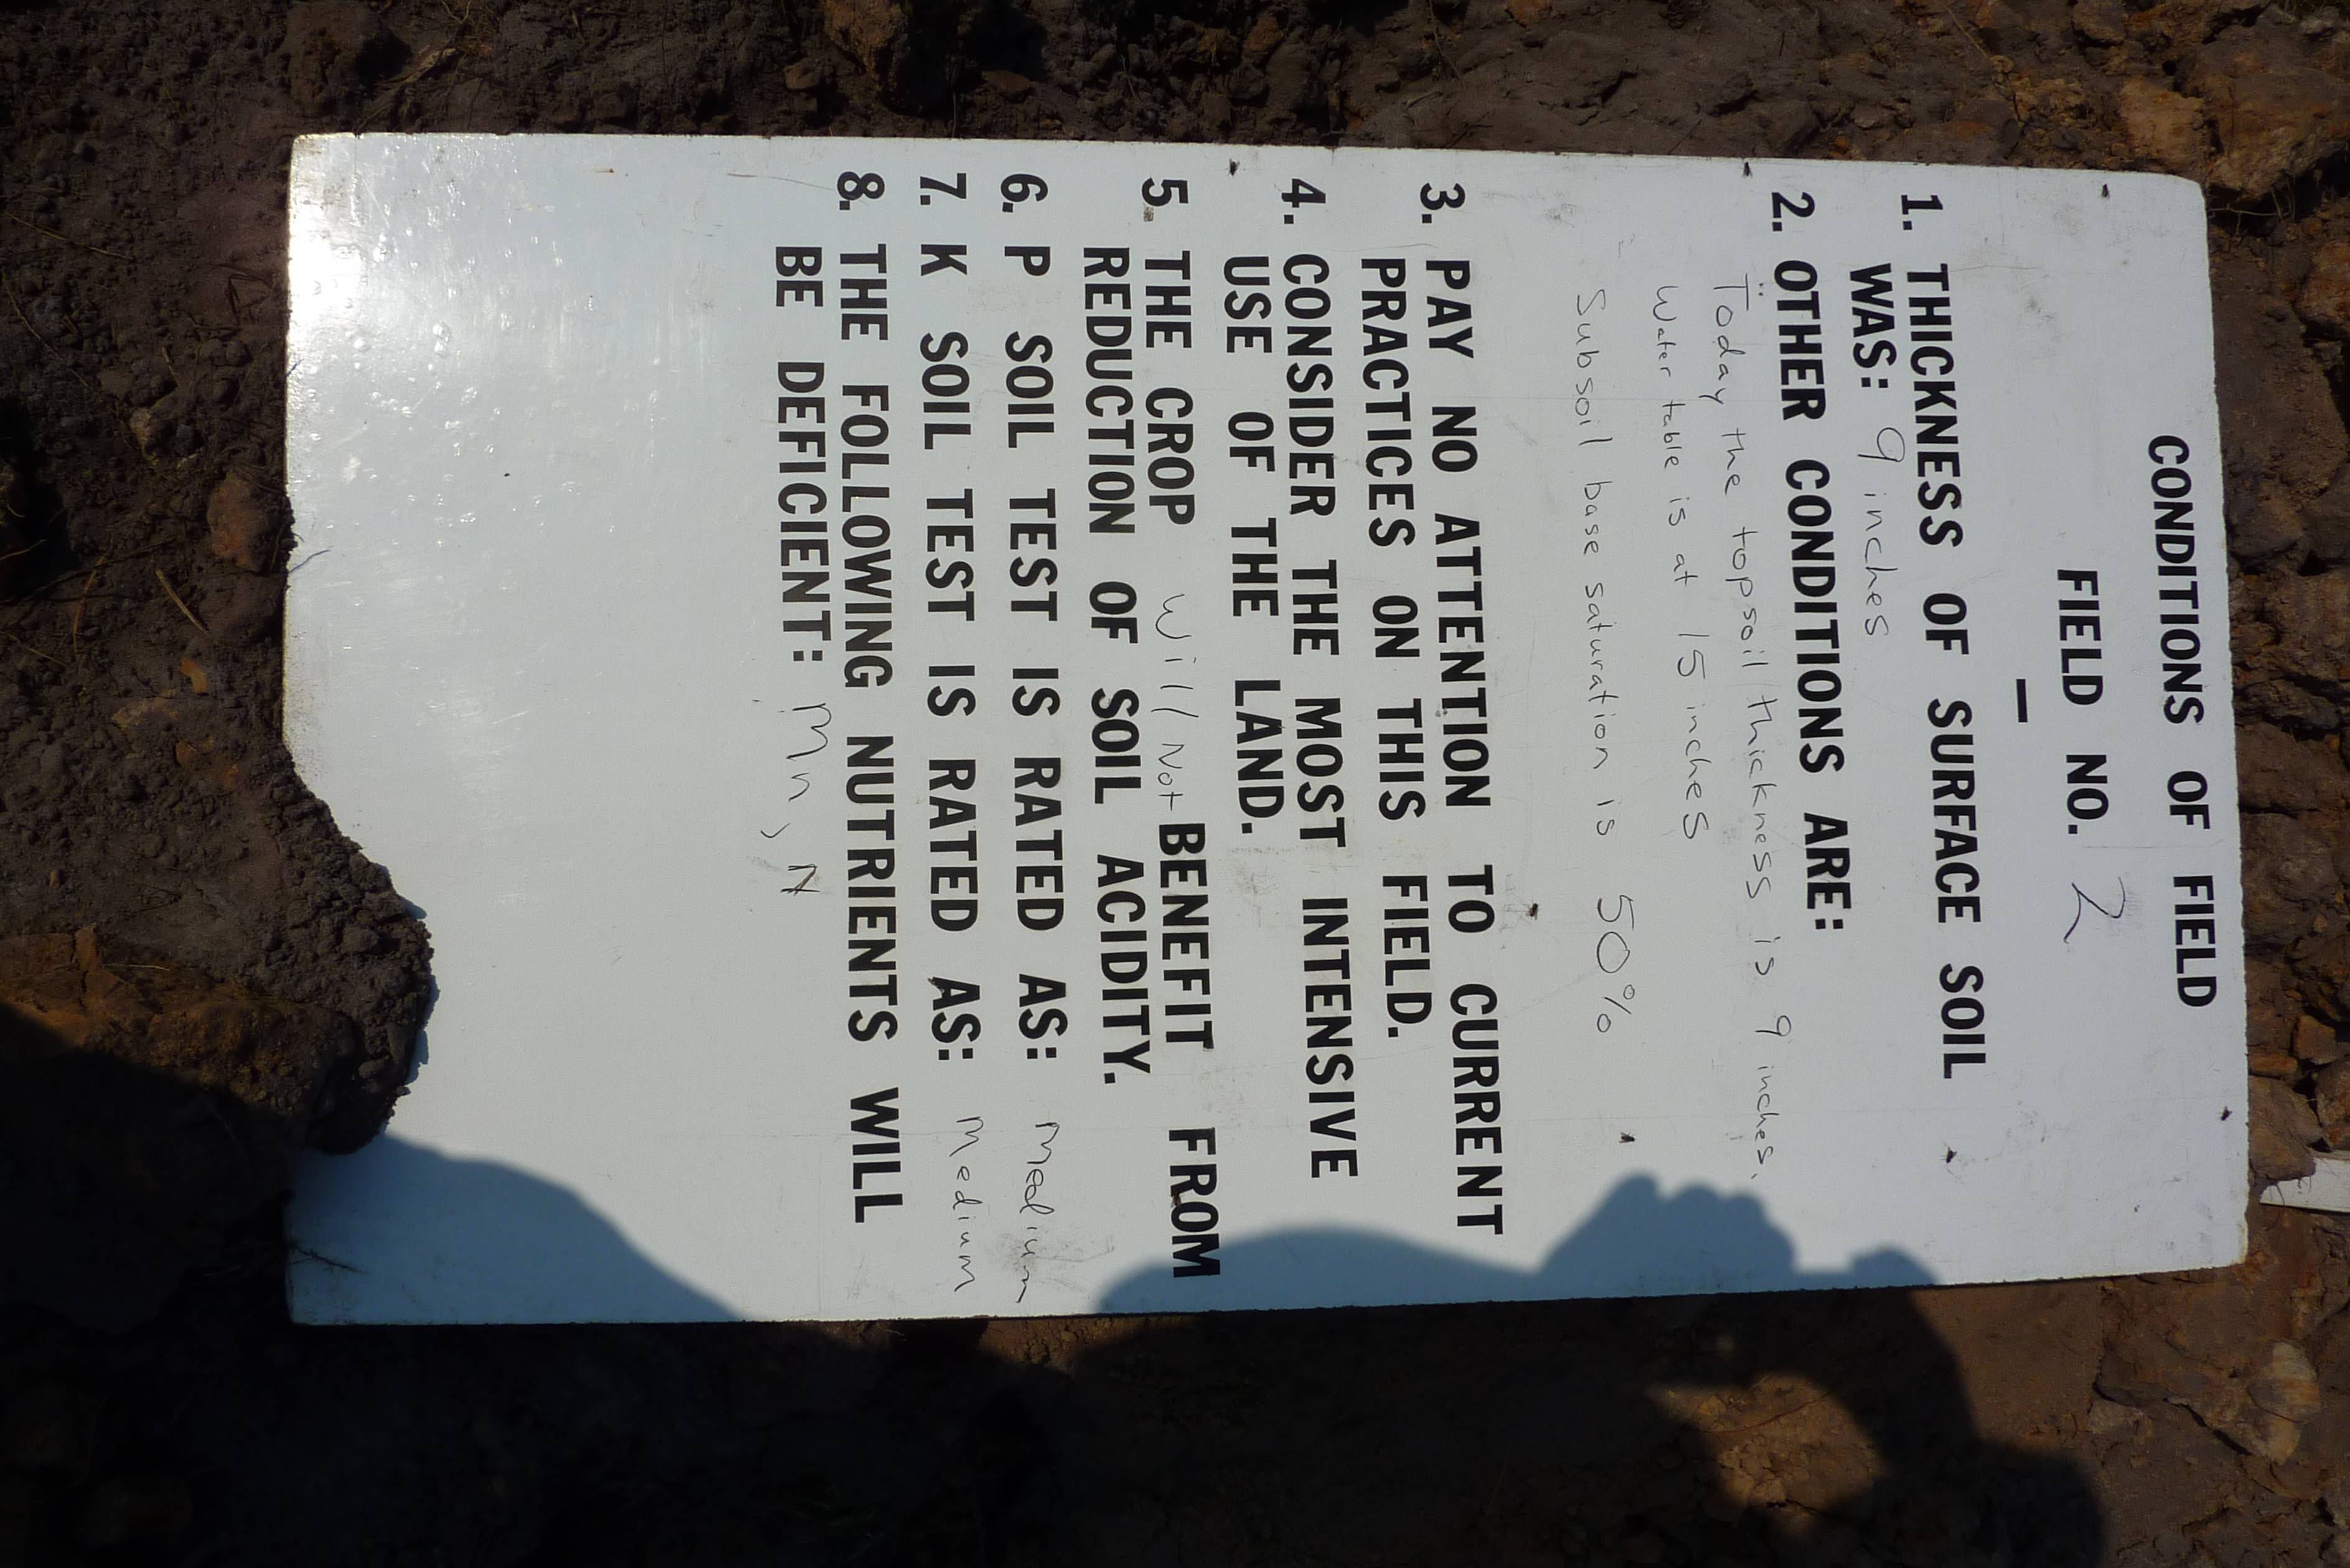 CONDITIONS OF FIELD
FIELD NO. 2
1. THICKNESS OF SURFACE SOIL
WAS: 9 inches
2. OTHER CONDITIONS ARE:
Today the topsoil thickness is 9 inches.
Water table is at 15 inches
Subsoil base saturation is 50%
3. PAY NO ATTENTION TO CURRENT
PRACTICES ON THIS FIELD.
4. CONSIDER THE MOST INTENSIVE
USE OF THE LAND.
5. THE CROP Will Not BENEFIT FROM
REDUCTION OF SOIL ACIDITY.
6. P SOIL TEST IS RATED AS: Medium
7. K SOIL TEST IS RATED AS: Medium
8. THE FOLLOWING NUTRIENTS WILL
BE DEFICIENT: Mn, N